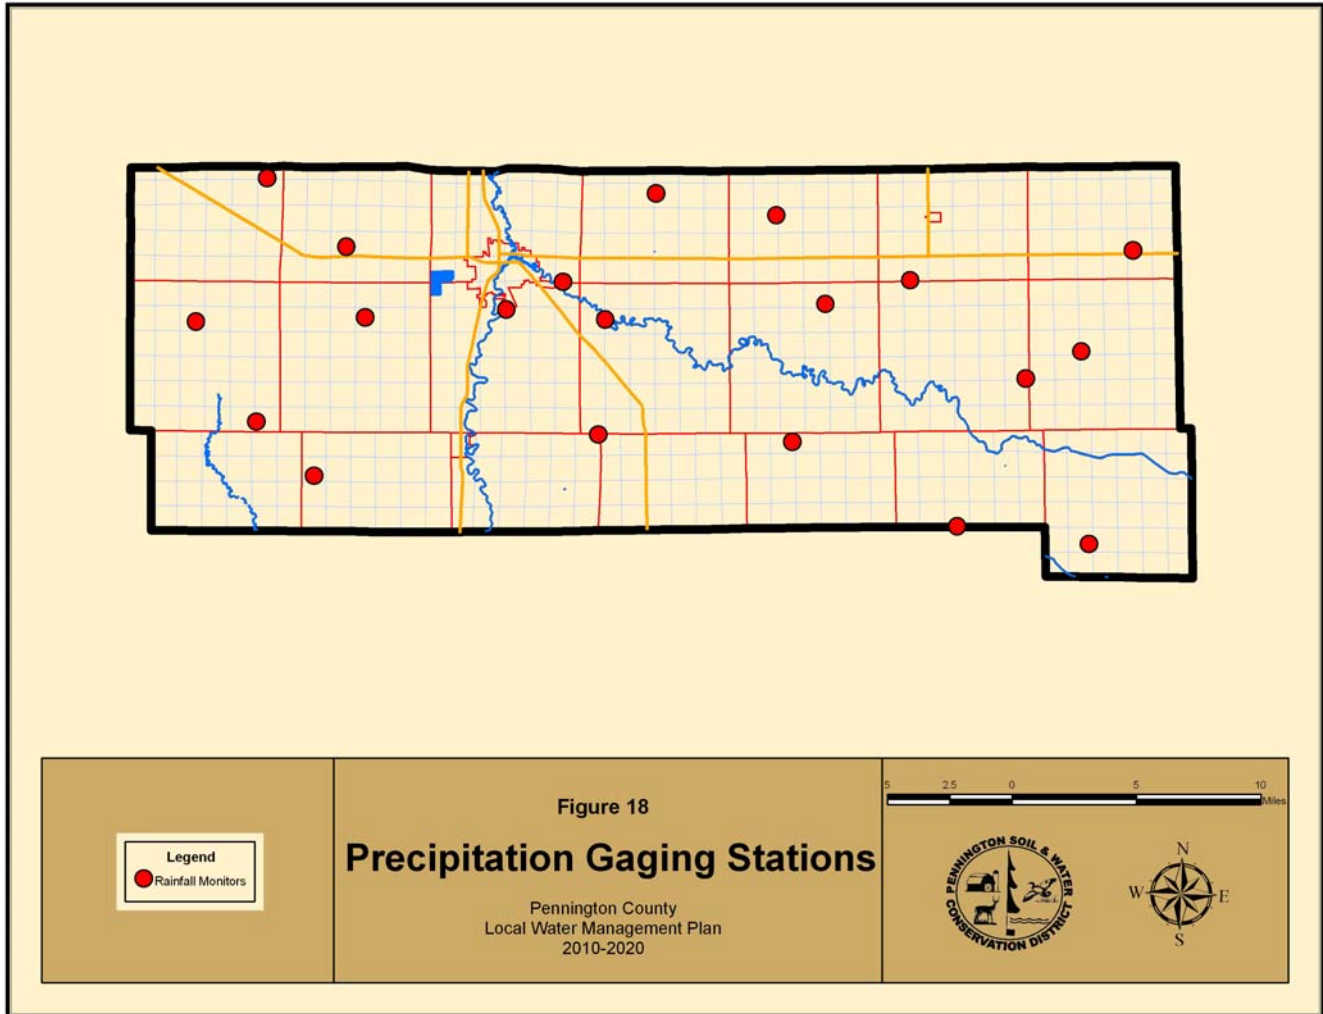 Legend
Rainfall Monitors
Figure 18
Precipitation Gaging Stations
Pennington County
Local Water Management Plan
2010-2020
5 2.5 0 5 10
Miles
PENNINGTON SOIL & WATER
CONSERVATION DISTRICT
N
W E
S